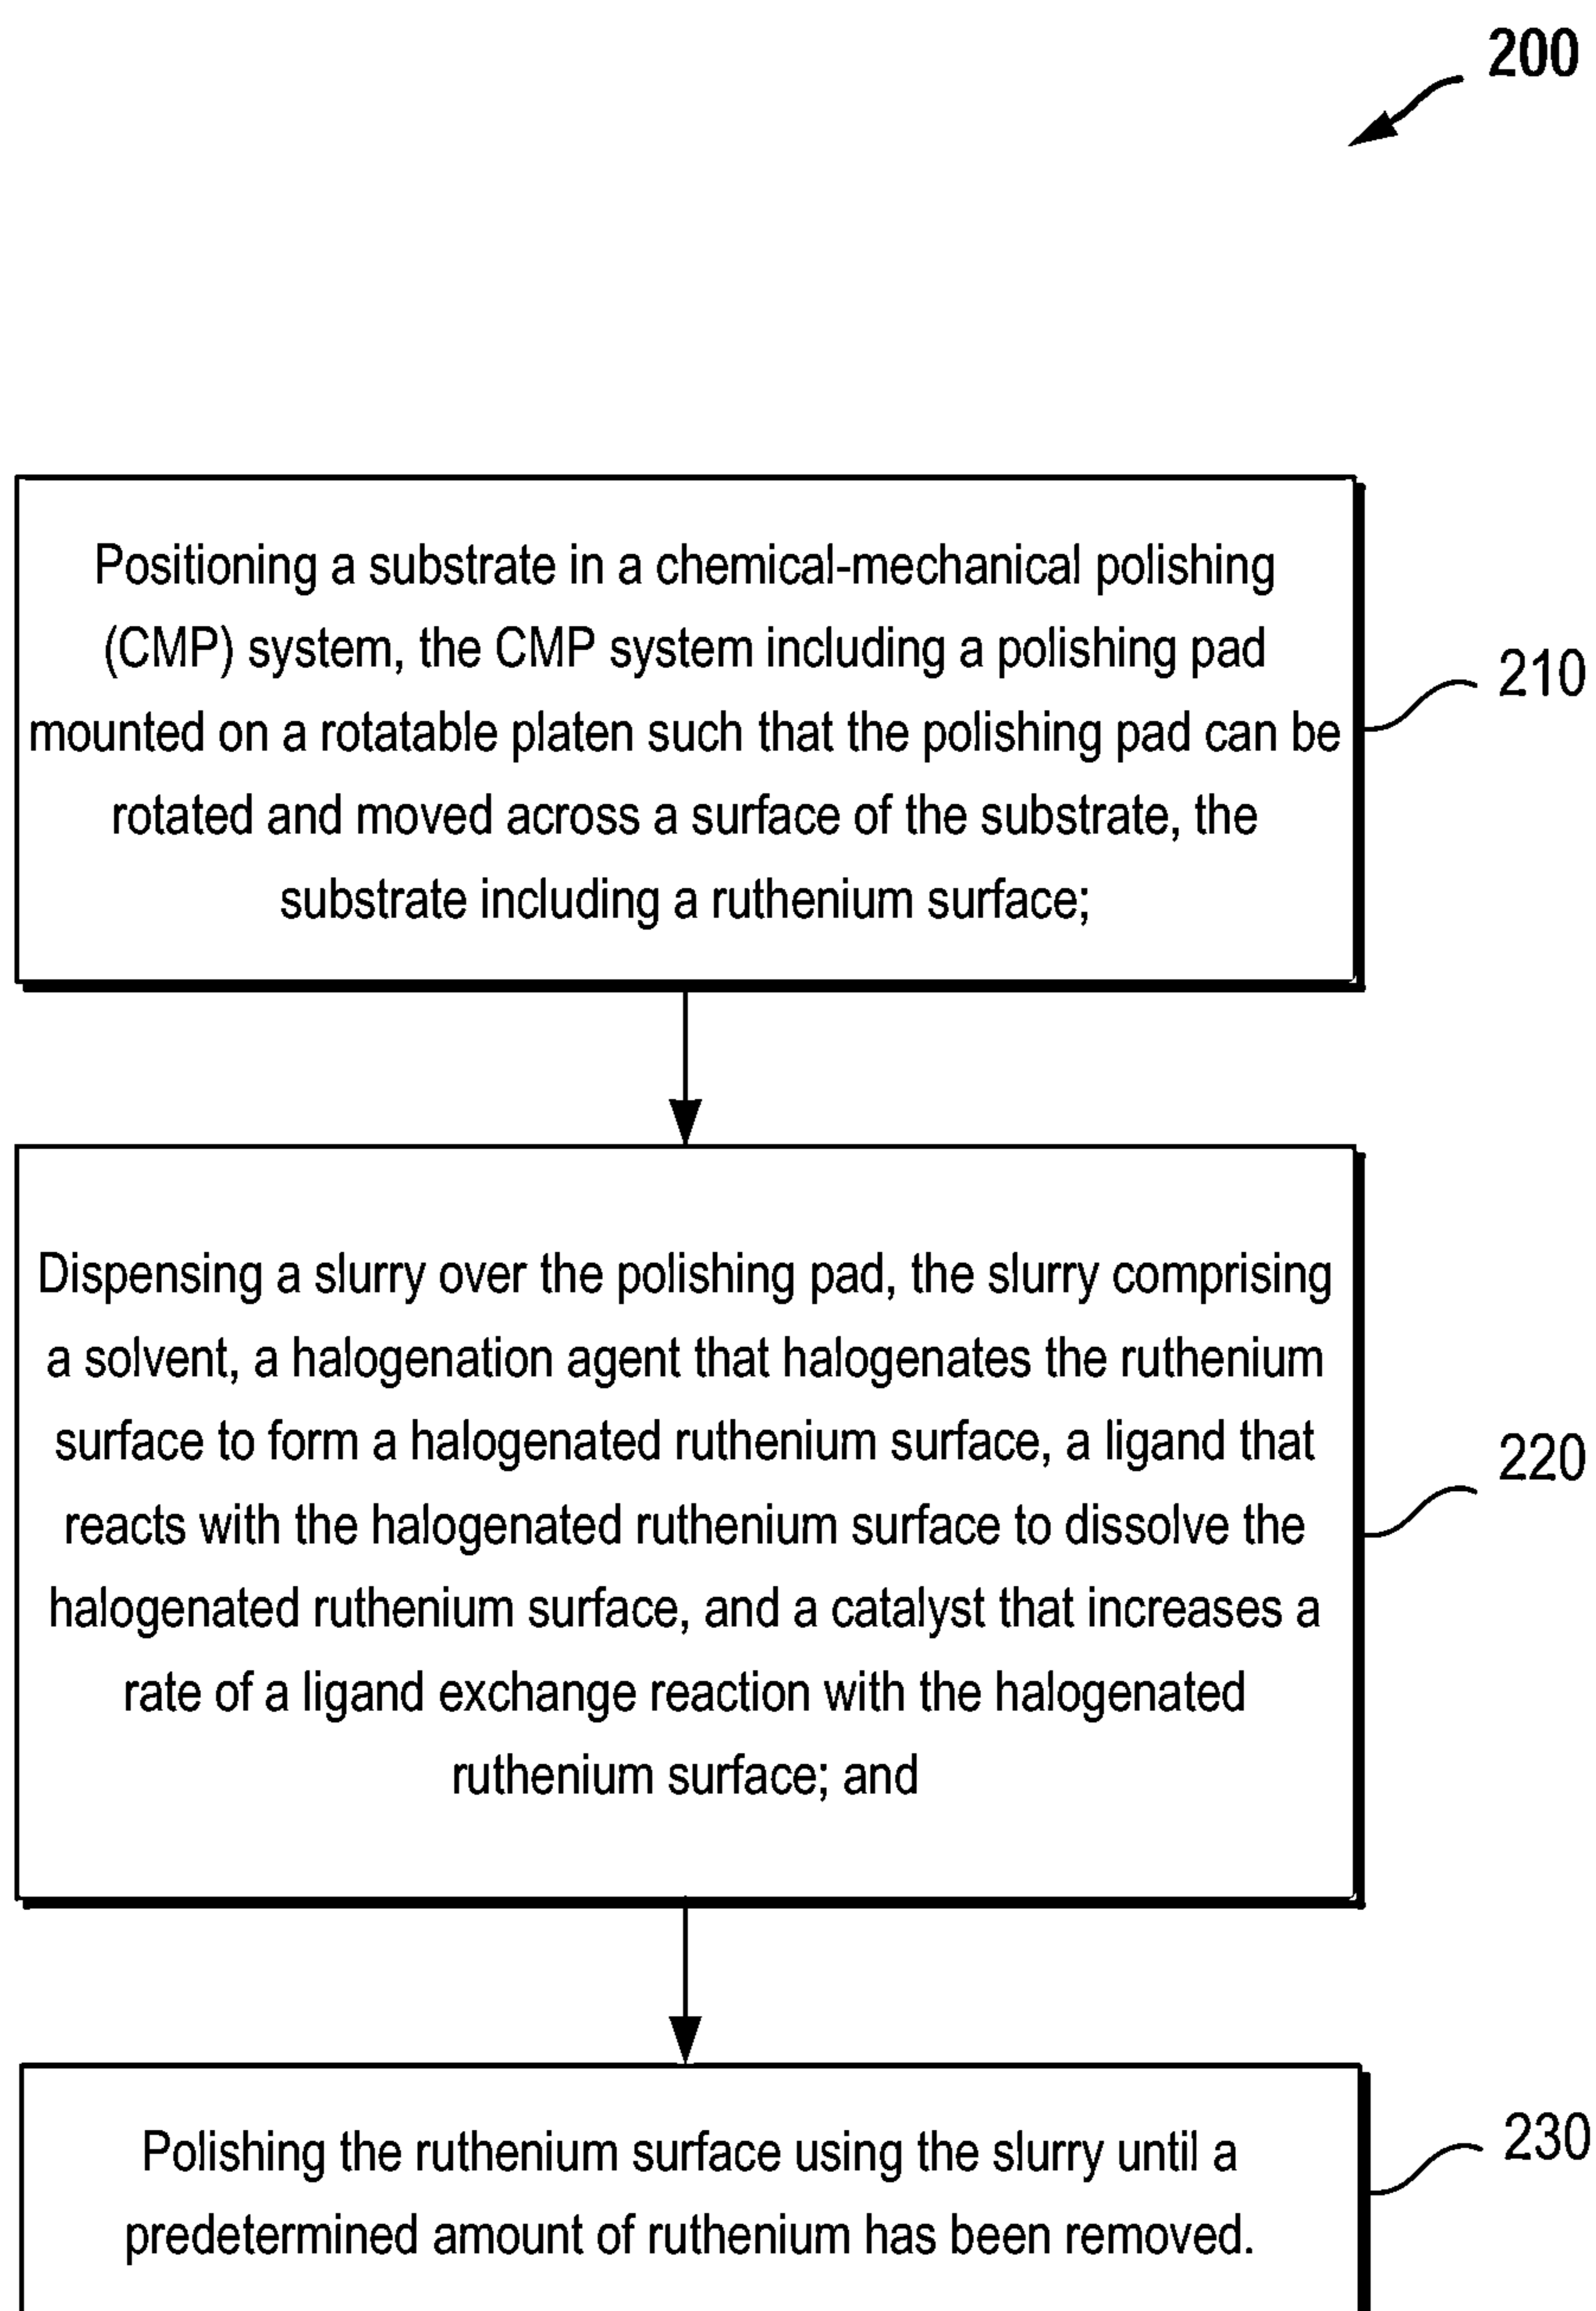 200
Positioning a substrate in a chemical-mechanical polishing
(CMP) system, the CMP system including a polishing pad
mounted on a rotatable platen such that the polishing pad can be
rotated and moved across a surface of the substrate, the
substrate including a ruthenium surface;
210
Dispensing a slurry over the polishing pad, the slurry comprising
a solvent, a halogenation agent that halogenates the ruthenium
surface to form a halogenated ruthenium surface, a ligand that
reacts with the halogenated ruthenium surface to dissolve the
halogenated ruthenium surface, and a catalyst that increases a
rate of a ligand exchange reaction with the halogenated
ruthenium surface; and
220
Polishing the ruthenium surface using the slurry until a
predetermined amount of ruthenium has been removed.
230